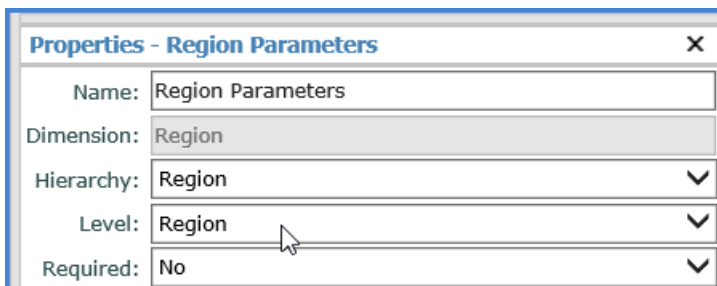 Properties - Region Parameters
Name: Region Parameters
Dimension: Region
Hierarchy: Region
Level: Region
Required: No